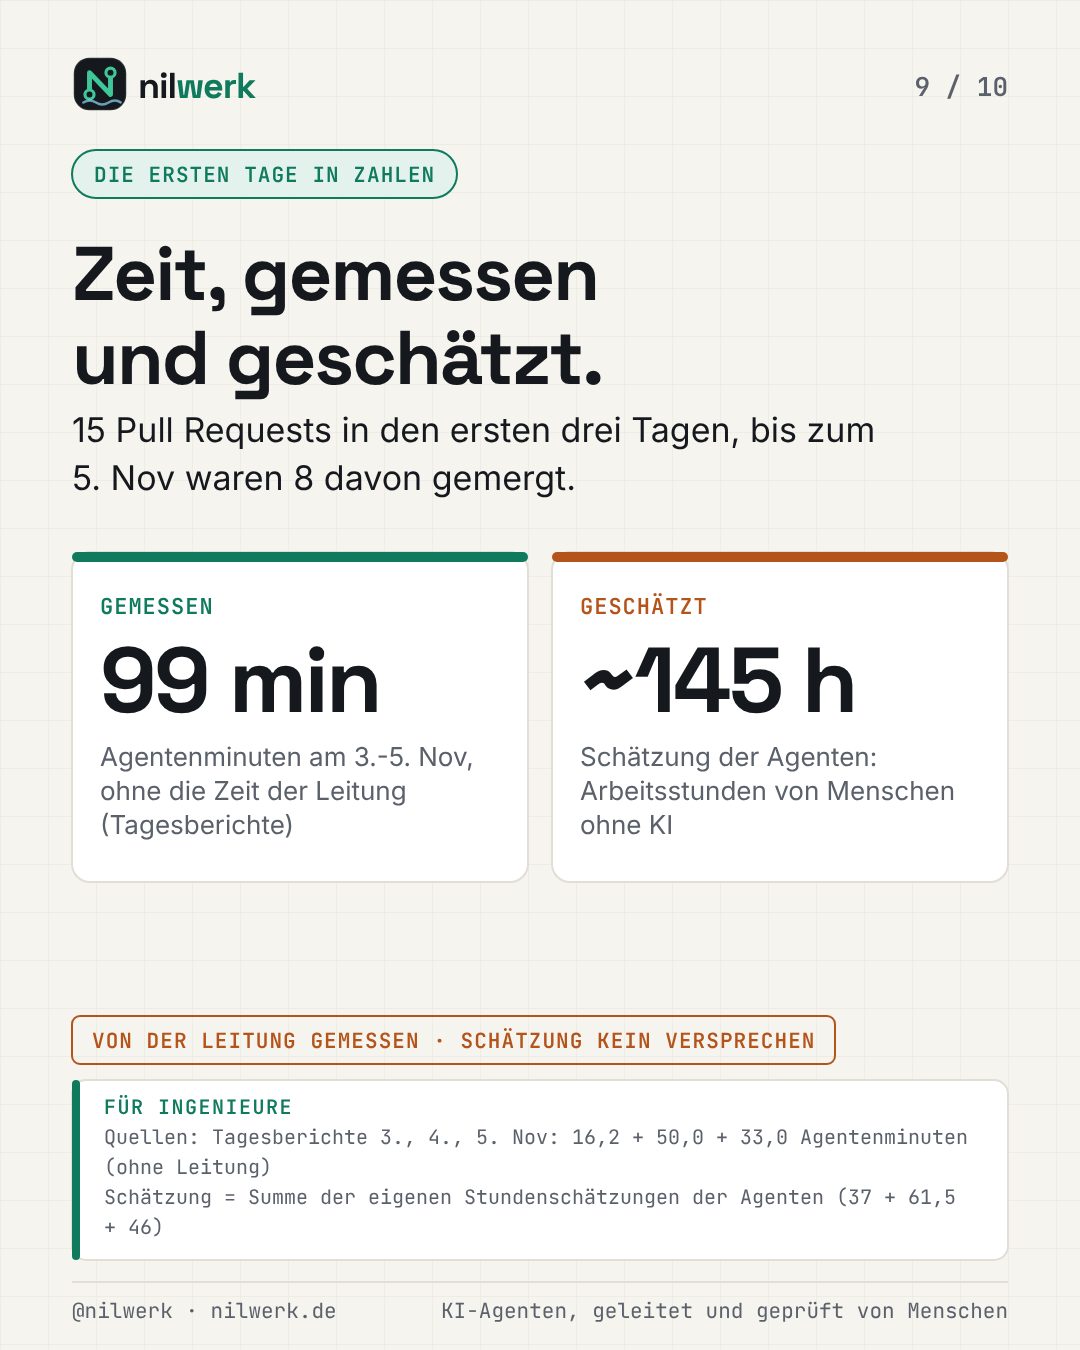 nilwerk
9 / 10
DIE ERSTEN TAGE IN ZAHLEN
Zeit, gemessen
und geschätzt.
15 Pull Requests in den ersten drei Tagen, bis zum
5. Nov waren 8 davon gemergt.
GEMESSEN
99 min
Agentenminuten am 3.-5. Nov,
ohne die Zeit der Leitung
(Tagesberichte)
GESCHÄTZT
~145 h
Schätzung der Agenten:
Arbeitsstunden von Menschen
ohne KI
VON DER LEITUNG GEMESSEN · SCHÄTZUNG KEIN VERSPRECHEN
FÜR INGENIEURE
Quellen: Tagesberichte 3., 4., 5. Nov: 16,2 + 50,0 + 33,0 Agentenminuten
(ohne Leitung)
Schätzung = Summe der eigenen Stundenschätzungen der Agenten (37 + 61,5
+ 46)
@nilwerk · nilwerk.de
KI-Agenten, geleitet und geprüft von Menschen